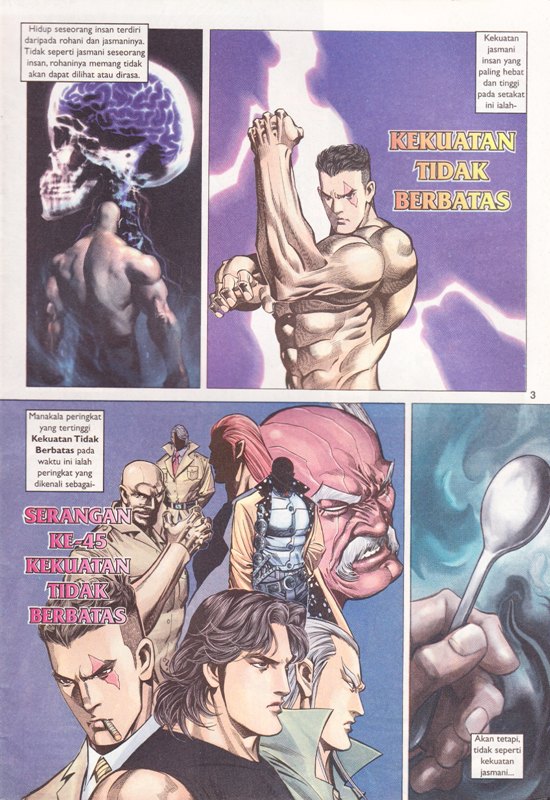 Hidup seseorang insan terdiri
daripada rohani dan jasmaninya.
Tidak seperti jasmani seseorang
insan, rohaninya memang tidak
akan dapat dilihat atau dirasa.
Kekuatan
jasmani
insan yang
paling hebat
dan tinggi
pada setakat
ini ialah-
KEKUATAN
TIDAK
BERBATAS
3
Manakala peringkat
yang tertinggi
Kekuatan Tidak
Berbatas pada
waktu ini ialah
peringkat yang
dikenali sebagai-
SERANGAN
KE-45
KEKUATAN
TIDAK
BERBATAS
Akan tetapi,
tidak seperti
kekuatan
jasmani...